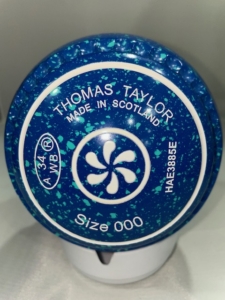 THOMAS TAYLOR
MADE IN SCOTLAND
A 34 R
WB
HAE3885E
Size 000